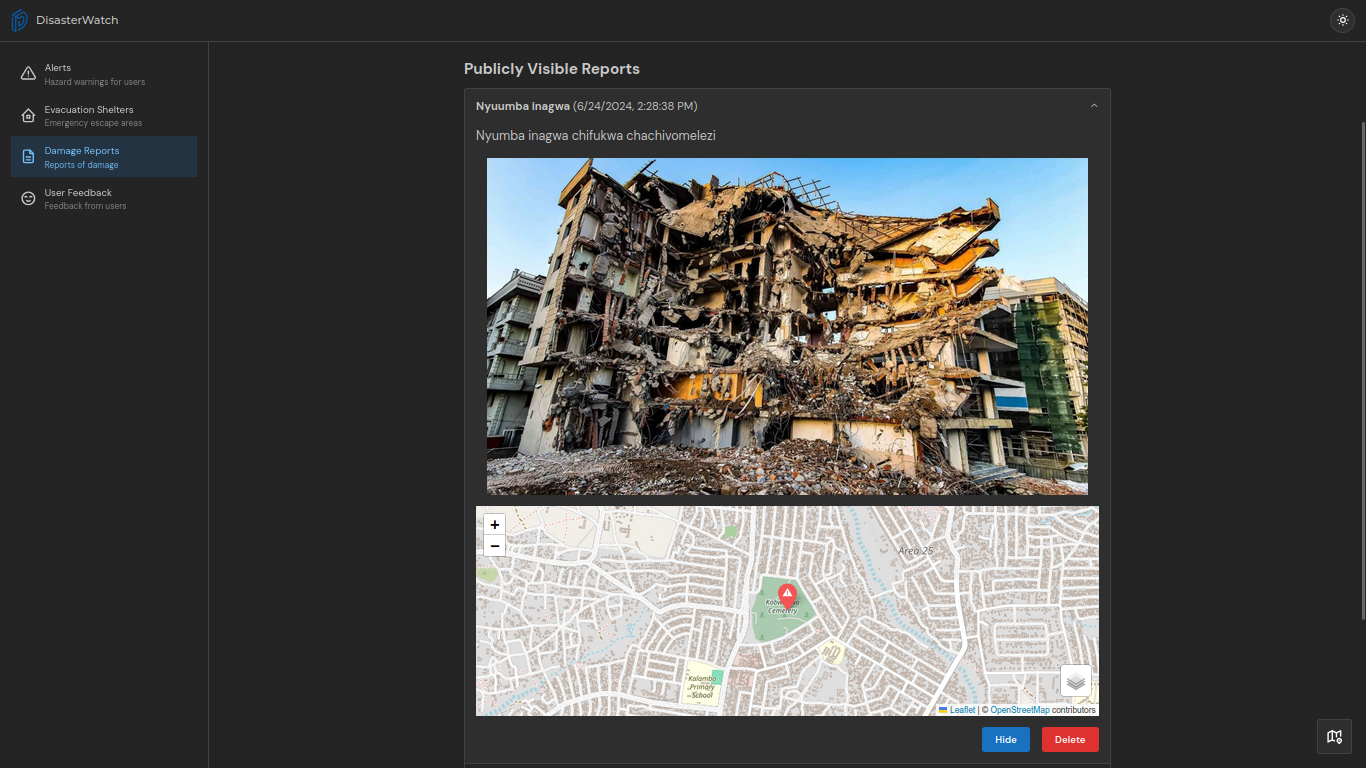 DisasterWatch
Alerts
Hazard warnings for users
Evacuation Shelters
Emergency escape areas
Damage Reports
Reports of damage
User Feedback
Feedback from users
Publicly Visible Reports
Nyuumba inagwa (6/24/2024, 2:28:38 PM)
Nyumba inagwa chifukwa chachivomelezi
+
−
Area 25
Cemetery
Kalambo
Primary
School
Leaflet | © OpenStreetMap contributors
Hide
Delete